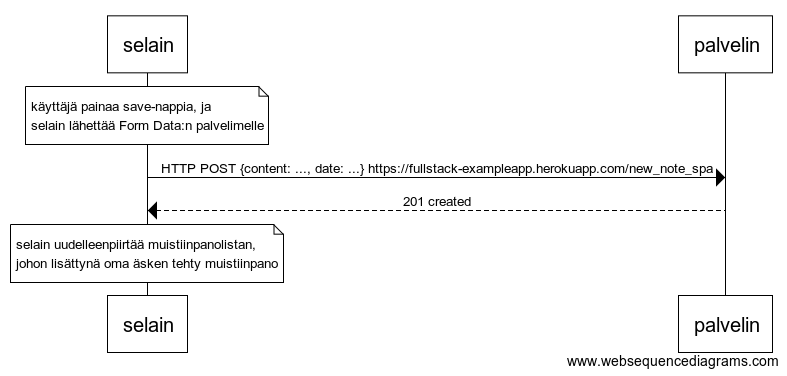 selain
palvelin
käyttäjä painaa save-nappia, ja
selain lähettää Form Data:n palvelimelle
HTTP POST {content: ..., date: ...} https://fullstack-exampleapp.herokuapp.com/new_note_spa
201 created
selain uudelleenpiirtää muistiinpanolistan,
johon lisättynä oma äsken tehty muistiinpano
selain
palvelin
www.websequencediagrams.com